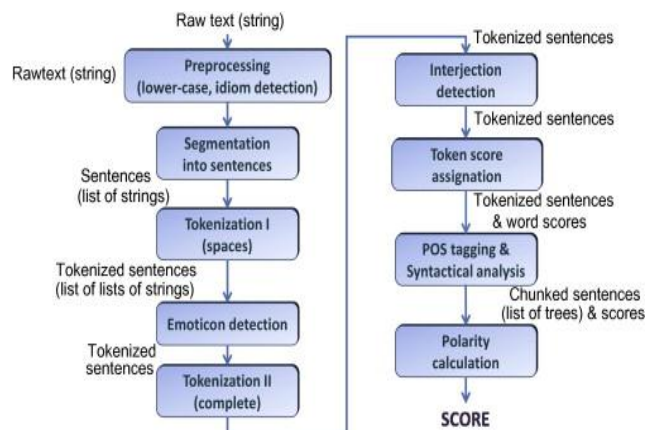 Raw text (string)
Preprocessing
(lower-case, idiom detection)
Rawtext (string)
Segmentation
into sentences
Sentences
(list of strings)
Tokenization I
(spaces)
Tokenized sentences
(list of lists of strings)
Emoticon detection
Tokenized
sentences
Tokenization II
(complete)
Tokenized sentences
Interjection
detection
Tokenized sentences
Token score
assignation
Tokenized sentences
& word scores
POS tagging &
Syntactical analysis
Chunked sentences
(list of trees) & scores
Polarity
calculation
SCORE